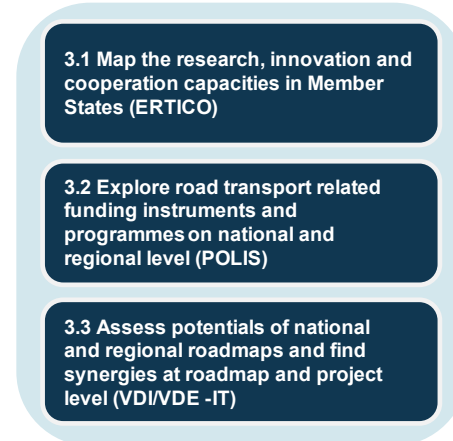 3.1 Map the research, innovation and
cooperation capacities in Member
States (ERTICO)
3.2 Explore road transport related
funding instruments and
programmes on national and
regional level (POLIS)
3.3 Assess potentials of national
and regional roadmaps and find
synergies at roadmap and project
level (VDI/VDE -IT)